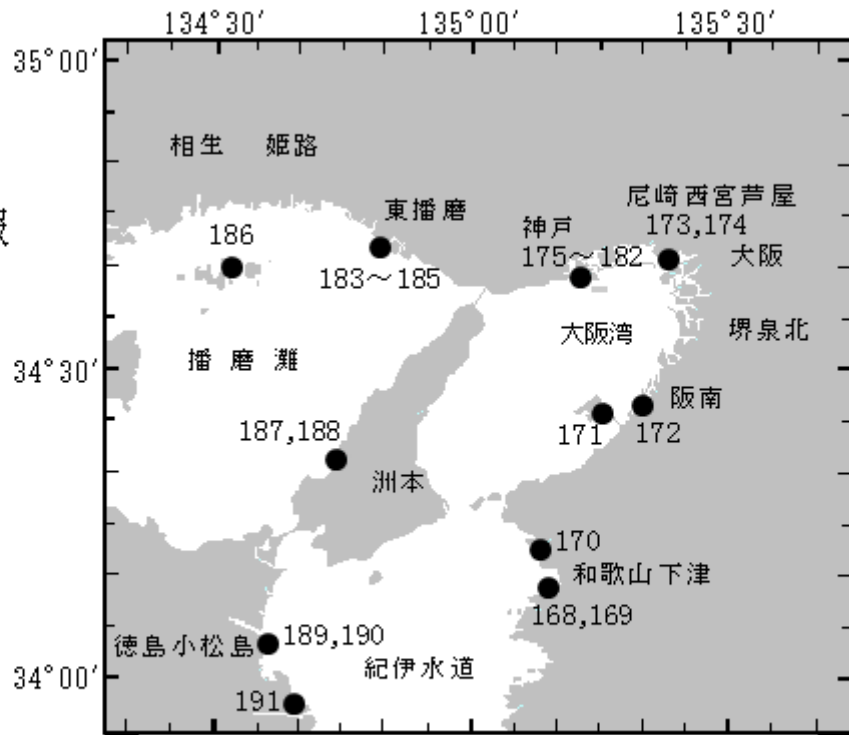 134°30′
135°00′
135°30′
35°00′
相生
姫路
尼崎西宮芦屋
173,174
東播磨
神戸
175～182
大阪
186
183～185
大阪湾
堺泉北
播磨灘
34°30′
阪南
187,188
171
172
洲本
170
和歌山下津
168,169
189,190
徳島小松島
紀伊水道
34°00′
191